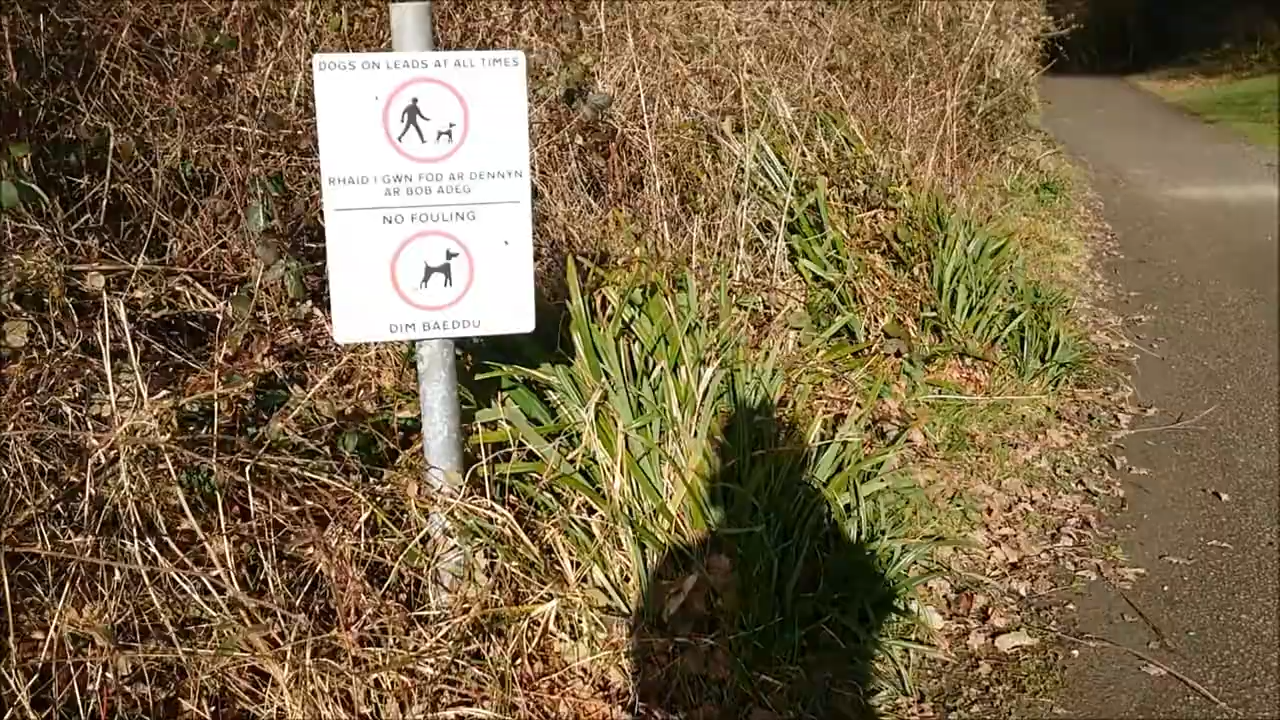 DOGS ON LEADS AT ALL TIMES
RHAID I GWN FOD AR DENNYN
AR BOB ADEG
NO FOULING
DIM BAEDDU